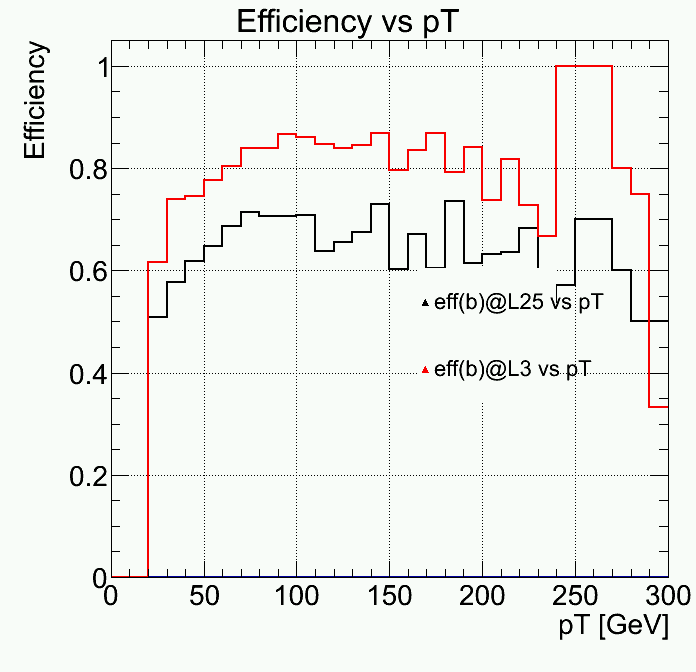 Efficiency vs pT
Efficiency
1
0.8
0.6
0.4
0.2
0
eff(b)@L25 vs pT
eff(b)@L3 vs pT
0 50 100 150 200 250 300
pT [GeV]